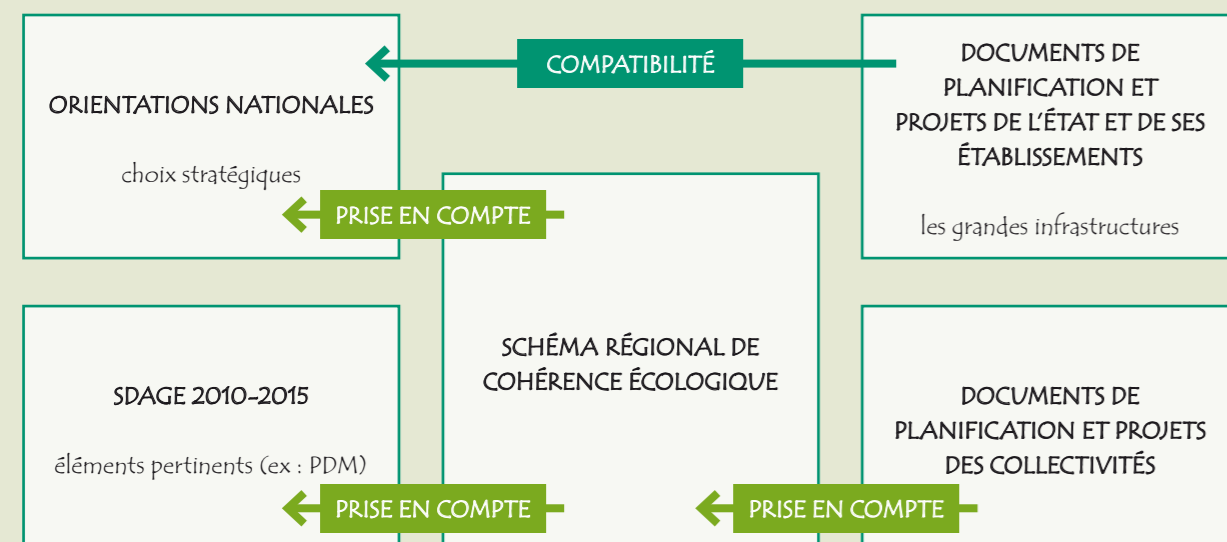 ORIENTATIONS NATIONALES
choix stratégiques
COMPATIBILITÉ
DOCUMENTS DE
PLANIFICATION ET
PROJETS DE L'ÉTAT ET DE SES
ÉTABLISSEMENTS
les grandes infrastructures
PRISE EN COMPTE
SCHÉMA RÉGIONAL DE
COHÉRENCE ÉCOLOGIQUE
SDAGE 2010-2015
éléments pertinents (ex : PDM)
PRISE EN COMPTE
DOCUMENTS DE
PLANIFICATION ET PROJETS
DES COLLECTIVITÉS
PRISE EN COMPTE